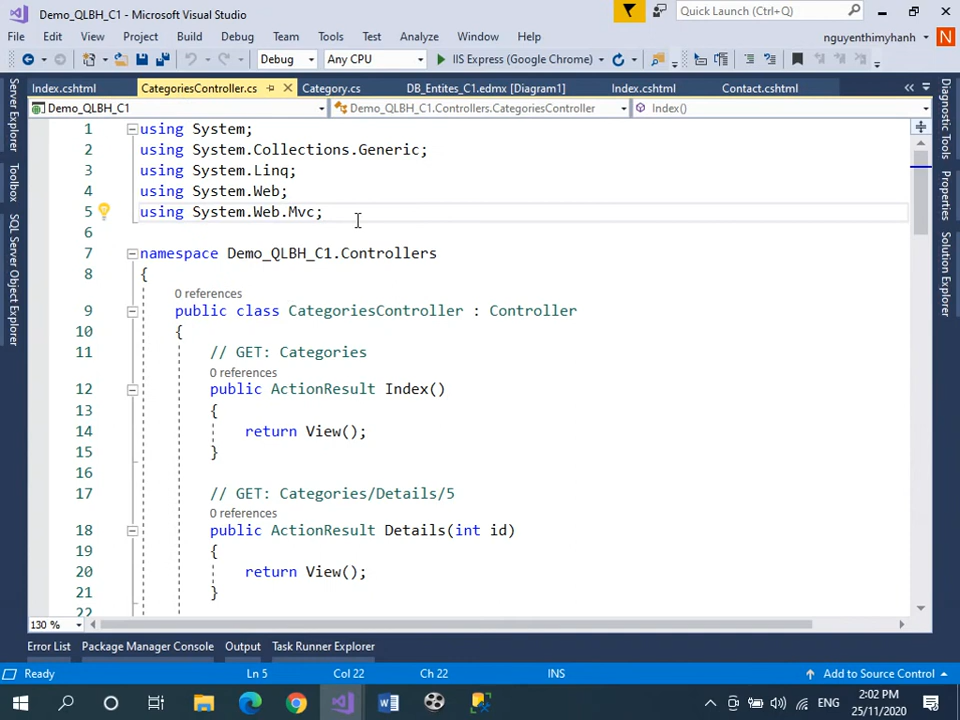 Demo_QLBH_C1 - Microsoft Visual Studio
Quick Launch (Ctrl+Q)
File Edit View Project Build Debug Team Tools Test Analyze Window Help
nguyenthimyhanh N
Debug Any CPU IIS Express (Google Chrome)
Index.cshtml CategoriesController.cs Category.cs DB_Entites_C1.edmx [Diagram1] Index.cshtml Contact.cshtml
Demo_QLBH_C1 Demo_QLBH_C1.Controllers.CategoriesController Index()
Server Explorer
Toolbox
SQL Server Object Explorer
1 using System;
2 using System.Collections.Generic;
3 using System.Linq;
4 using System.Web;
5 using System.Web.Mvc;
6
7 namespace Demo_QLBH_C1.Controllers
8 {
0 references
9 public class CategoriesController : Controller
10 {
11 // GET: Categories
0 references
12 public ActionResult Index()
13 {
14 return View();
15 }
16
17 // GET: Categories/Details/5
0 references
18 public ActionResult Details(int id)
19 {
20 return View();
21 }
22
Diagnostic Tools
Properties
Solution Explorer
Team Explorer
130 %
Error List Package Manager Console Output Task Runner Explorer
Ready Ln 5 Col 22 Ch 22 INS Add to Source Control
ENG 2:02 PM
25/11/2020